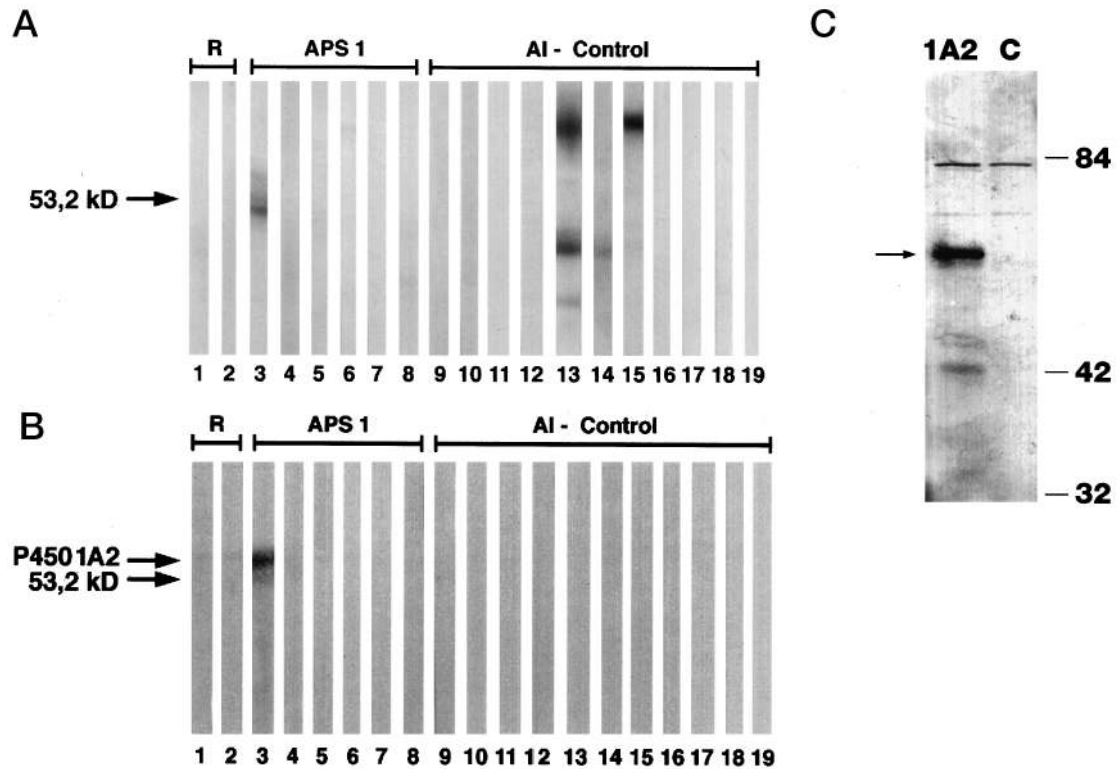 A
R APS 1 AI - Control
53,2 kD
1 2 3 4 5 6 7 8 9 10 11 12 13 14 15 16 17 18 19
B
R APS 1 AI - Control
P450 1A2
53,2 kD
1 2 3 4 5 6 7 8 9 10 11 12 13 14 15 16 17 18 19
C
1A2 C
84
42
32